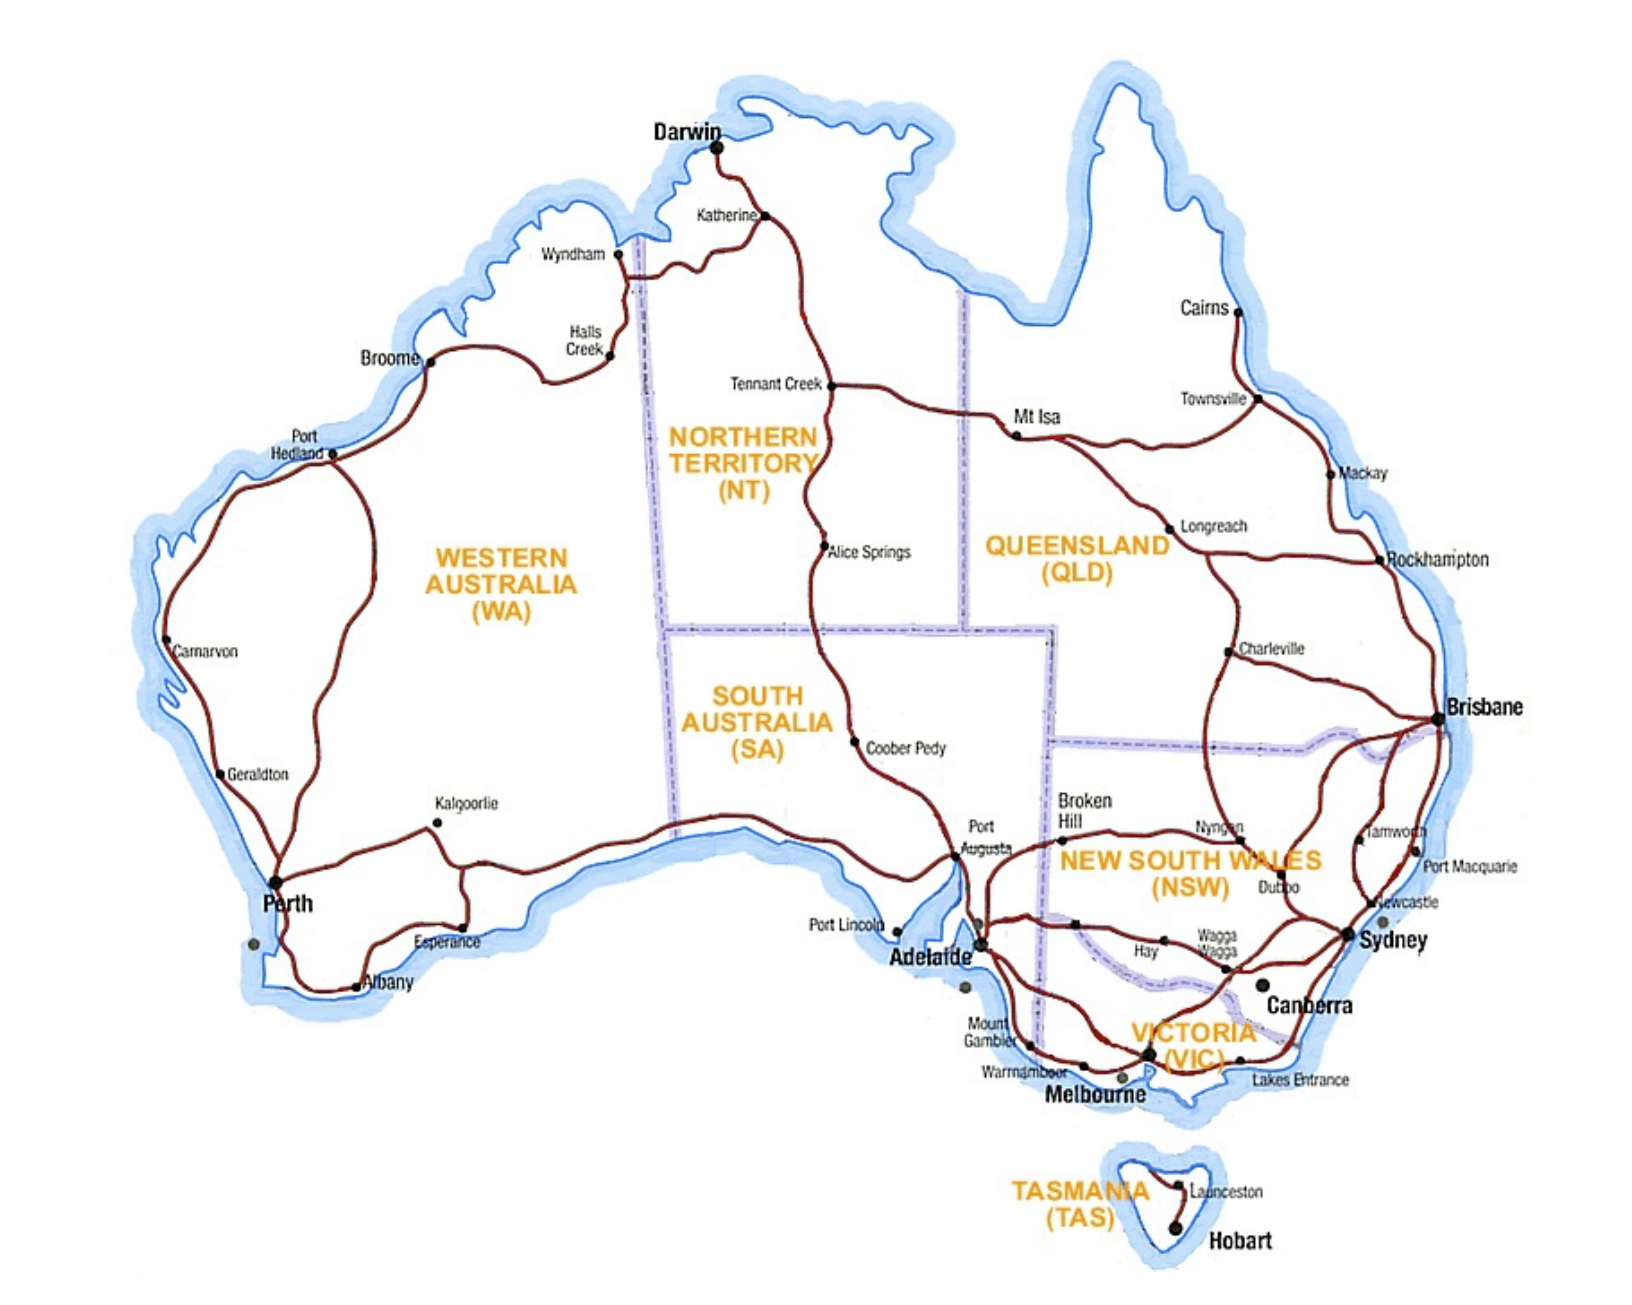 Darwin
Katherine
Wyndham
Halls
Creek
Broome
Cairns
Tennant Creek
Townsville
Mt Isa
Port
Hedland
NORTHERN
TERRITORY
(NT)
Mackay
Longreach
QUEENSLAND
(QLD)
Alice Springs
Rockhampton
WESTERN
AUSTRALIA
(WA)
Carnarvon
Charleville
SOUTH
AUSTRALIA
(SA)
Brisbane
Coober Pedy
Geraldton
Kalgoorlie
Broken
Hill
Port
Augusta
Nyngan
Tamworth
NEW SOUTH WALES
(NSW)
Port Macquarie
Dubbo
Perth
Newcastle
Port Lincoln
Esperance
Adelaide
Hay
Wagga
Wagga
Sydney
Albany
Canberra
Mount
Gambier
VICTORIA
(VIC)
Warrnambool
Melbourne
Lakes Entrance
TASMANIA
(TAS)
Launceston
Hobart